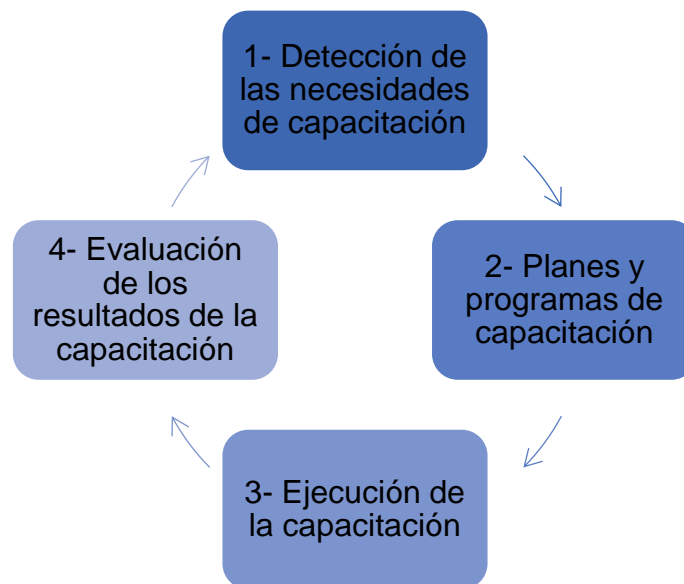 1- Detección de
las necesidades
de capacitación
2- Planes y
programas de
capacitación
3- Ejecución de
la capacitación
4- Evaluación
de los
resultados de la
capacitación